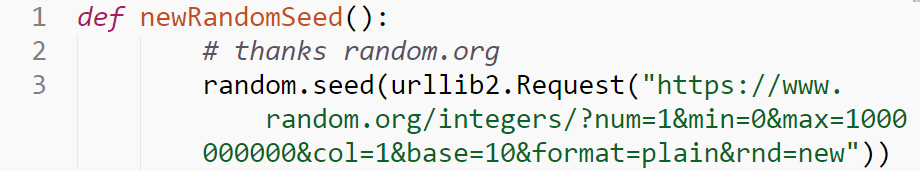 1 def newRandomSeed():
2 # thanks random.org
3 random.seed(urllib2.Request("https://www.
random.org/integers/?num=1&min=0&max=1000
000000&col=1&base=10&format=plain&rnd=new"))